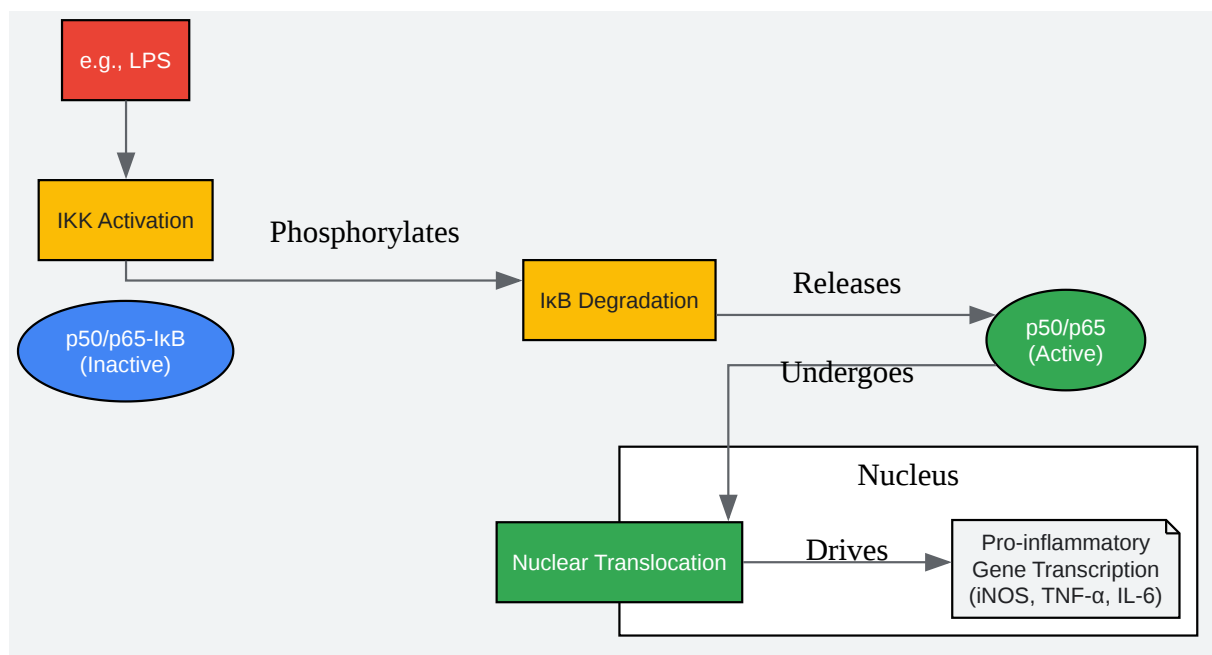 e.g., LPS
IKK Activation
Phosphorylates
IκB Degradation
Releases
p50/p65-IκB
(Inactive)
p50/p65
(Active)
Undergoes
Nucleus
Nuclear Translocation
Drives
Pro-inflammatory
Gene Transcription
(iNOS, TNF-α, IL-6)